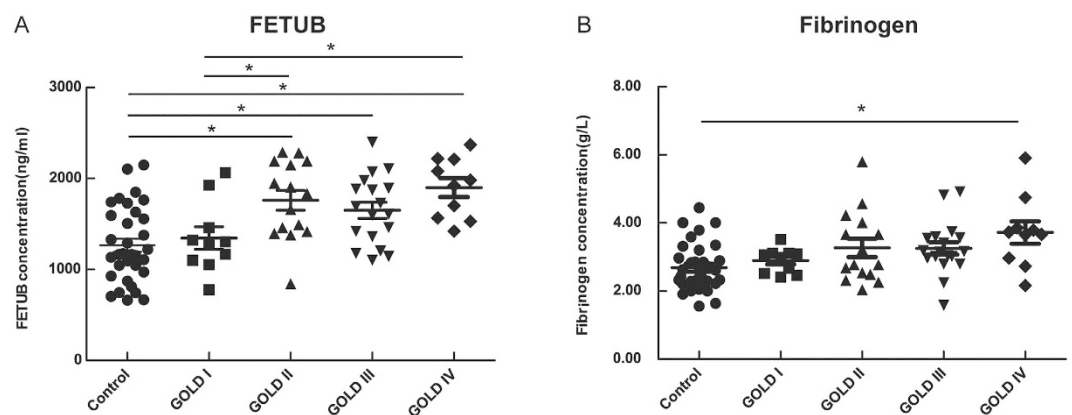 A
FETUB
*
*
*
*
*
FETUB concentration(ng/ml)
3000
2000
1000
0
Control
GOLD I
GOLD II
GOLD III
GOLD IV
B
Fibrinogen
*
Fibrinogen concentration(g/L)
8.00
6.00
4.00
2.00
0.00
Control
GOLD I
GOLD II
GOLD III
GOLD IV